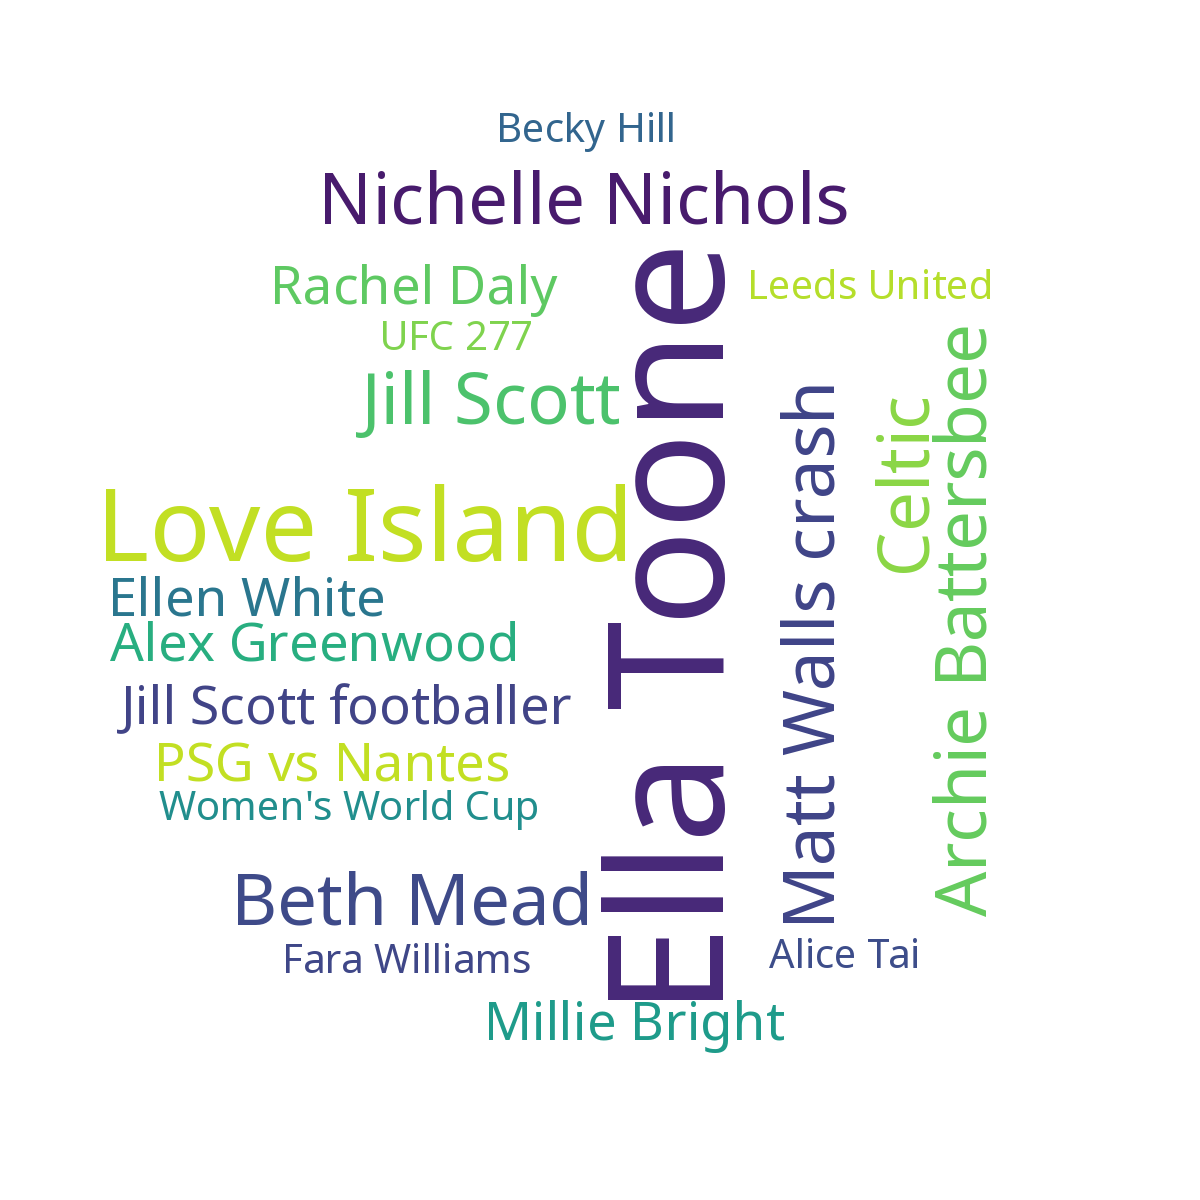 Becky Hill
Nichelle Nichols
Rachel Daly
Leeds United
UFC 277
Jill Scott
Ella Toone
Matt Walls crash
Celtic
Archie Battersbee
Love Island
Ellen White
Alex Greenwood
Jill Scott footballer
PSG vs Nantes
Women's World Cup
Beth Mead
Fara Williams
Alice Tai
Millie Bright